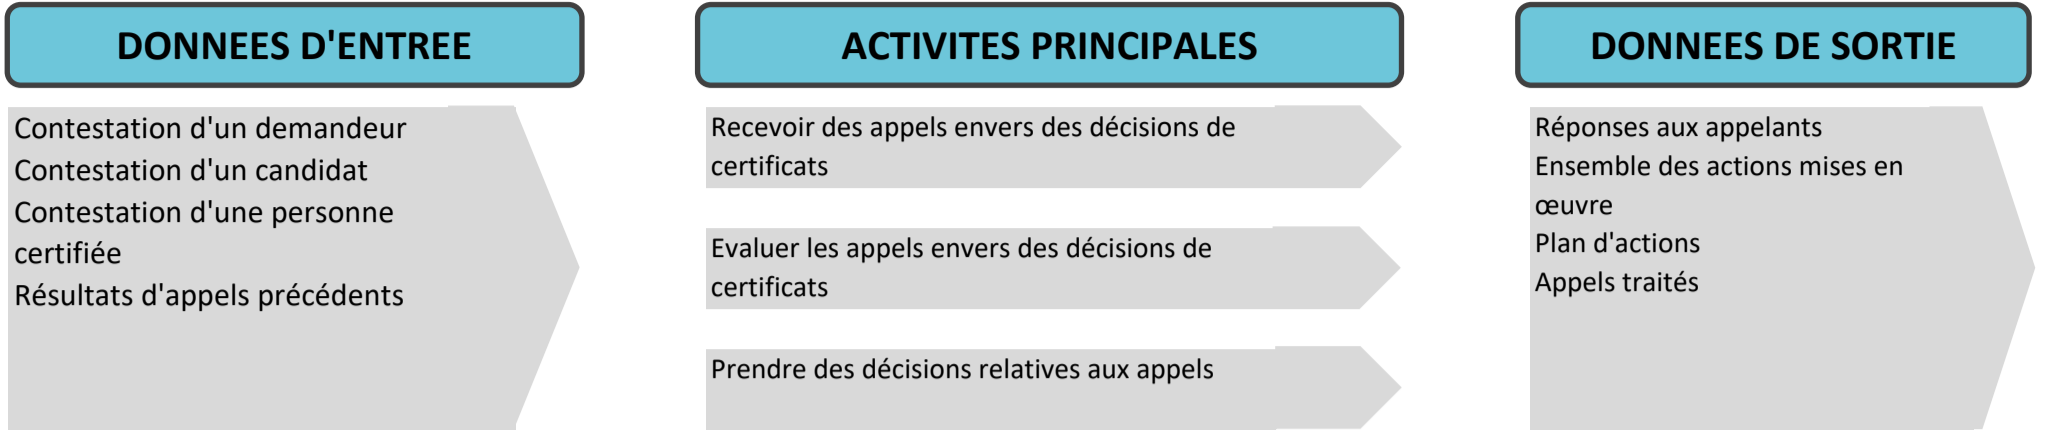 DONNEES D'ENTREE
Contestation d'un demandeur
Contestation d'un candidat
Contestation d'une personne
certifiée
Résultats d'appels précédents
ACTIVITES PRINCIPALES
Recevoir des appels envers des décisions de
certificats
Evaluer les appels envers des décisions de
certificats
Prendre des décisions relatives aux appels
DONNEES DE SORTIE
Réponses aux appelants
Ensemble des actions mises en
œuvre
Plan d'actions
Appels traités